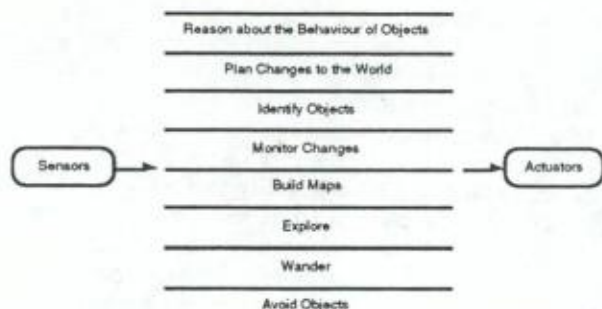 Reason about the Behaviour of Objects
Plan Changes to the World
Identify Objects
Monitor Changes
Sensors
Actuators
Build Maps
Explore
Wander
Avoid Objects